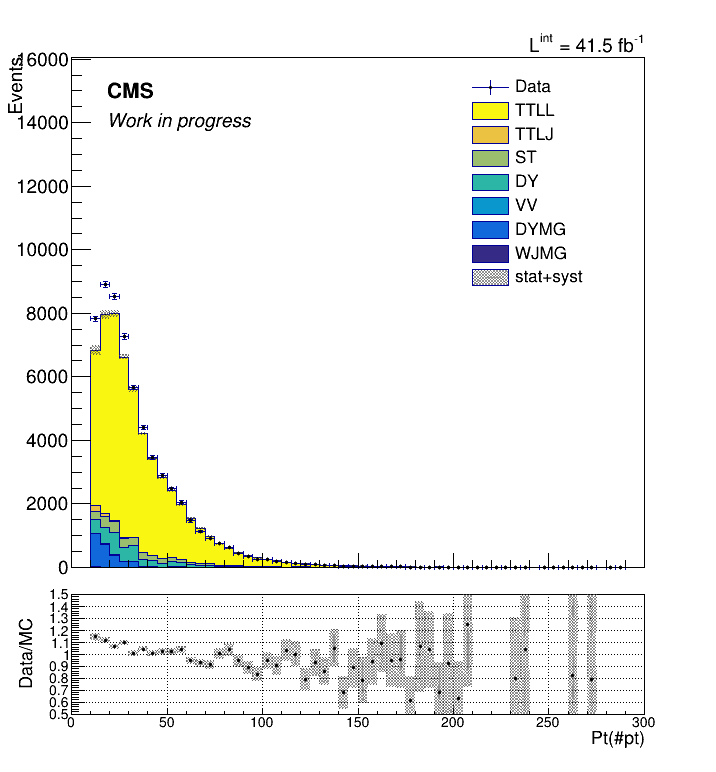 L^int = 41.5 fb^-1
Events
16000
14000
12000
10000
8000
6000
4000
2000
0
CMS
Work in progress
Data
TTLL
TTLJ
ST
DY
VV
DYMG
WJMG
stat+syst
Data/MC
1.5
1.4
1.3
1.2
1.1
1
0.9
0.8
0.7
0.6
0.5
0 50 100 150 200 250 300
Pt(#pt)